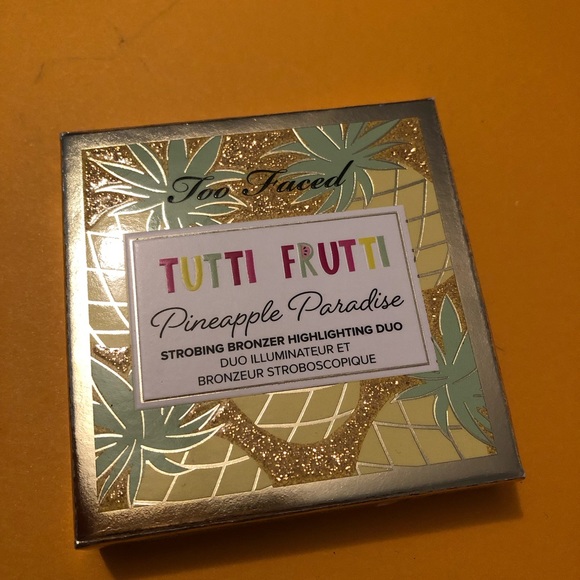 Too Faced
TUTTI FRUTTI
Pineapple Paradise
STROBING BRONZER HIGHLIGHTING DUO
DUO ILLUMINATEUR ET
BRONZEUR STROBOSCOPIQUE